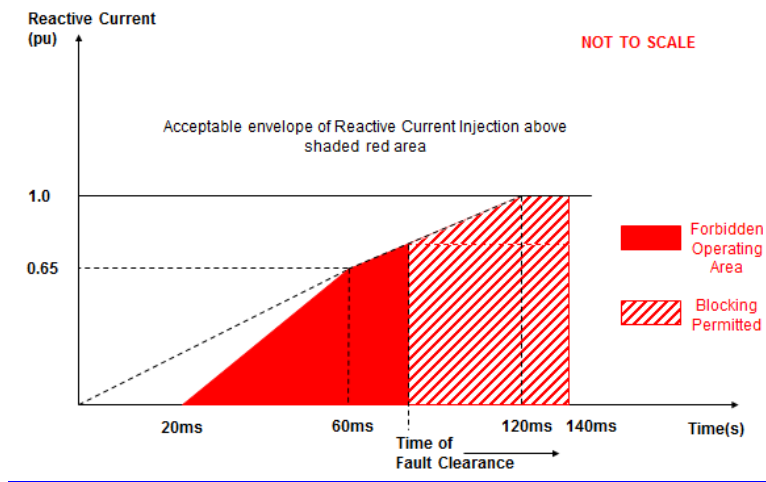 Reactive Current
(pu)
NOT TO SCALE
Acceptable envelope of Reactive Current Injection above
shaded red area
1.0
0.65
Forbidden
Operating
Area
Blocking
Permitted
20ms
60ms
120ms
140ms
Time(s)
Time of
Fault Clearance